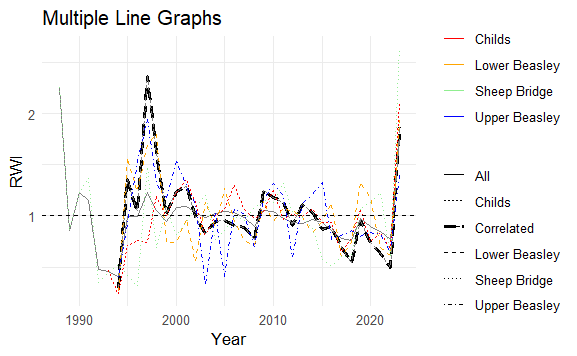 Multiple Line Graphs
RWI
2
1
1990
2000
2010
2020
Year
Childs
Lower Beasley
Sheep Bridge
Upper Beasley
All
Childs
Correlated
Lower Beasley
Sheep Bridge
Upper Beasley